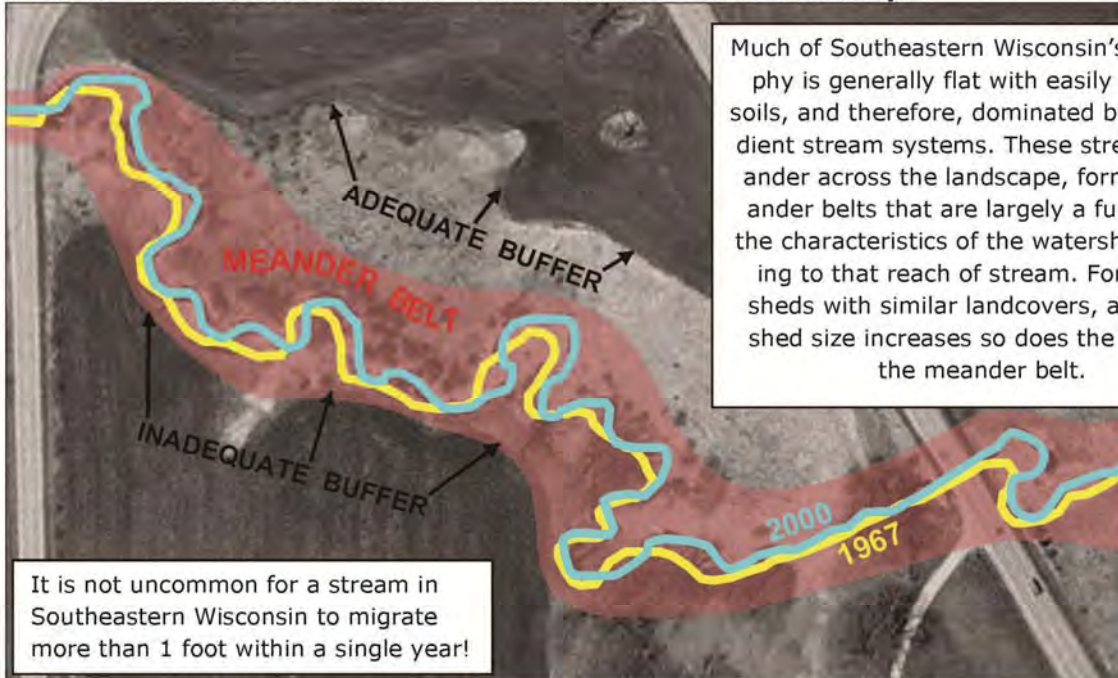 Much of Southeastern Wisconsin's
phy is generally flat with easily
soils, and therefore, dominated b
dient stream systems. These stre
ander across the landscape, form
ander belts that are largely a fu
the characteristics of the watersh
ing to that reach of stream. For
sheds with similar landcovers, a
shed size increases so does the
the meander belt.
ADEQUATE BUFFER
MEANDER BELT
INADEQUATE BUFFER
2000
1967
It is not uncommon for a stream in
Southeastern Wisconsin to migrate
more than 1 foot within a single year!